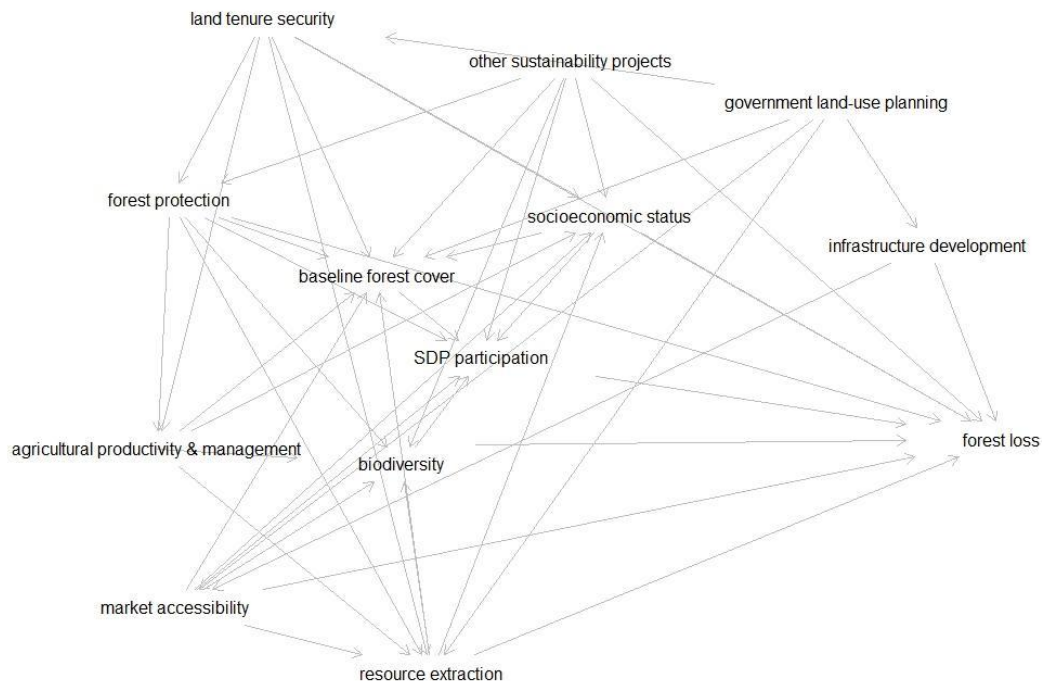 land tenure security
other sustainability projects
government land-use planning
forest protection
socioeconomic status
infrastructure development
baseline forest cover
SDP participation
agricultural productivity & management
forest loss
biodiversity
market accessibility
resource extraction